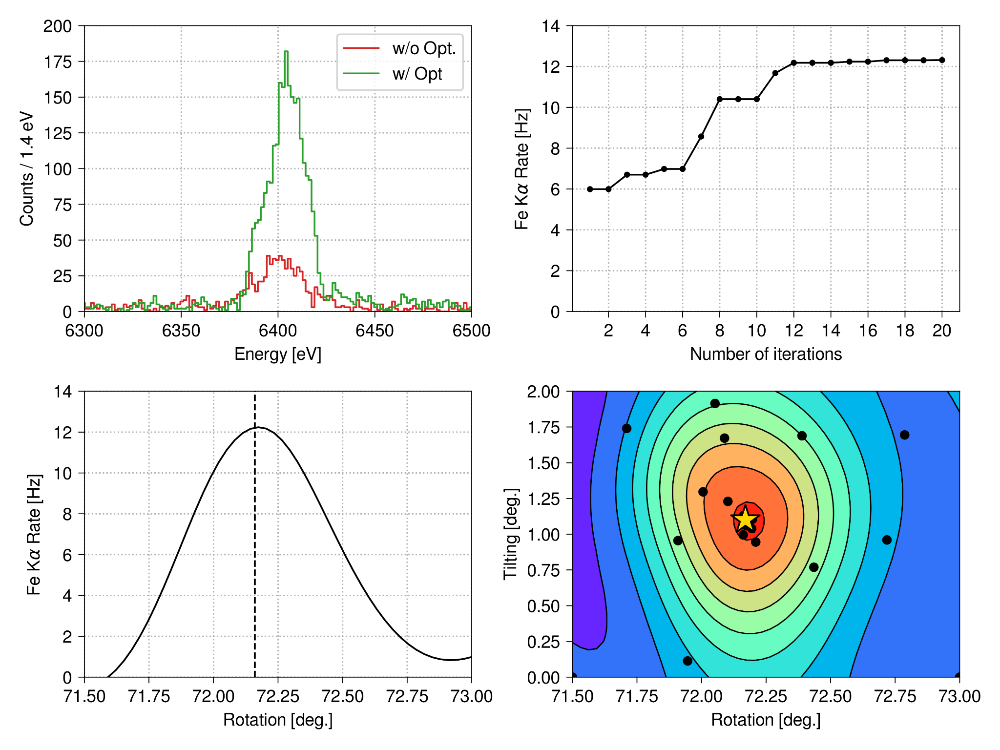 200
175
150
125
100
75
50
25
0
Counts / 1.4 eV
w/o Opt.
w/ Opt
6300 6350 6400 6450 6500
Energy [eV]
14
12
10
8
6
4
2
0
Fe Kα Rate [Hz]
2 4 6 8 10 12 14 16 18 20
Number of iterations
14
12
10
8
6
4
2
0
Fe Kα Rate [Hz]
71.50 71.75 72.00 72.25 72.50 72.75 73.00
Rotation [deg.]
2.00
1.75
1.50
1.25
1.00
0.75
0.50
0.25
0.00
Tilting [deg.]
71.50 71.75 72.00 72.25 72.50 72.75 73.00
Rotation [deg.]